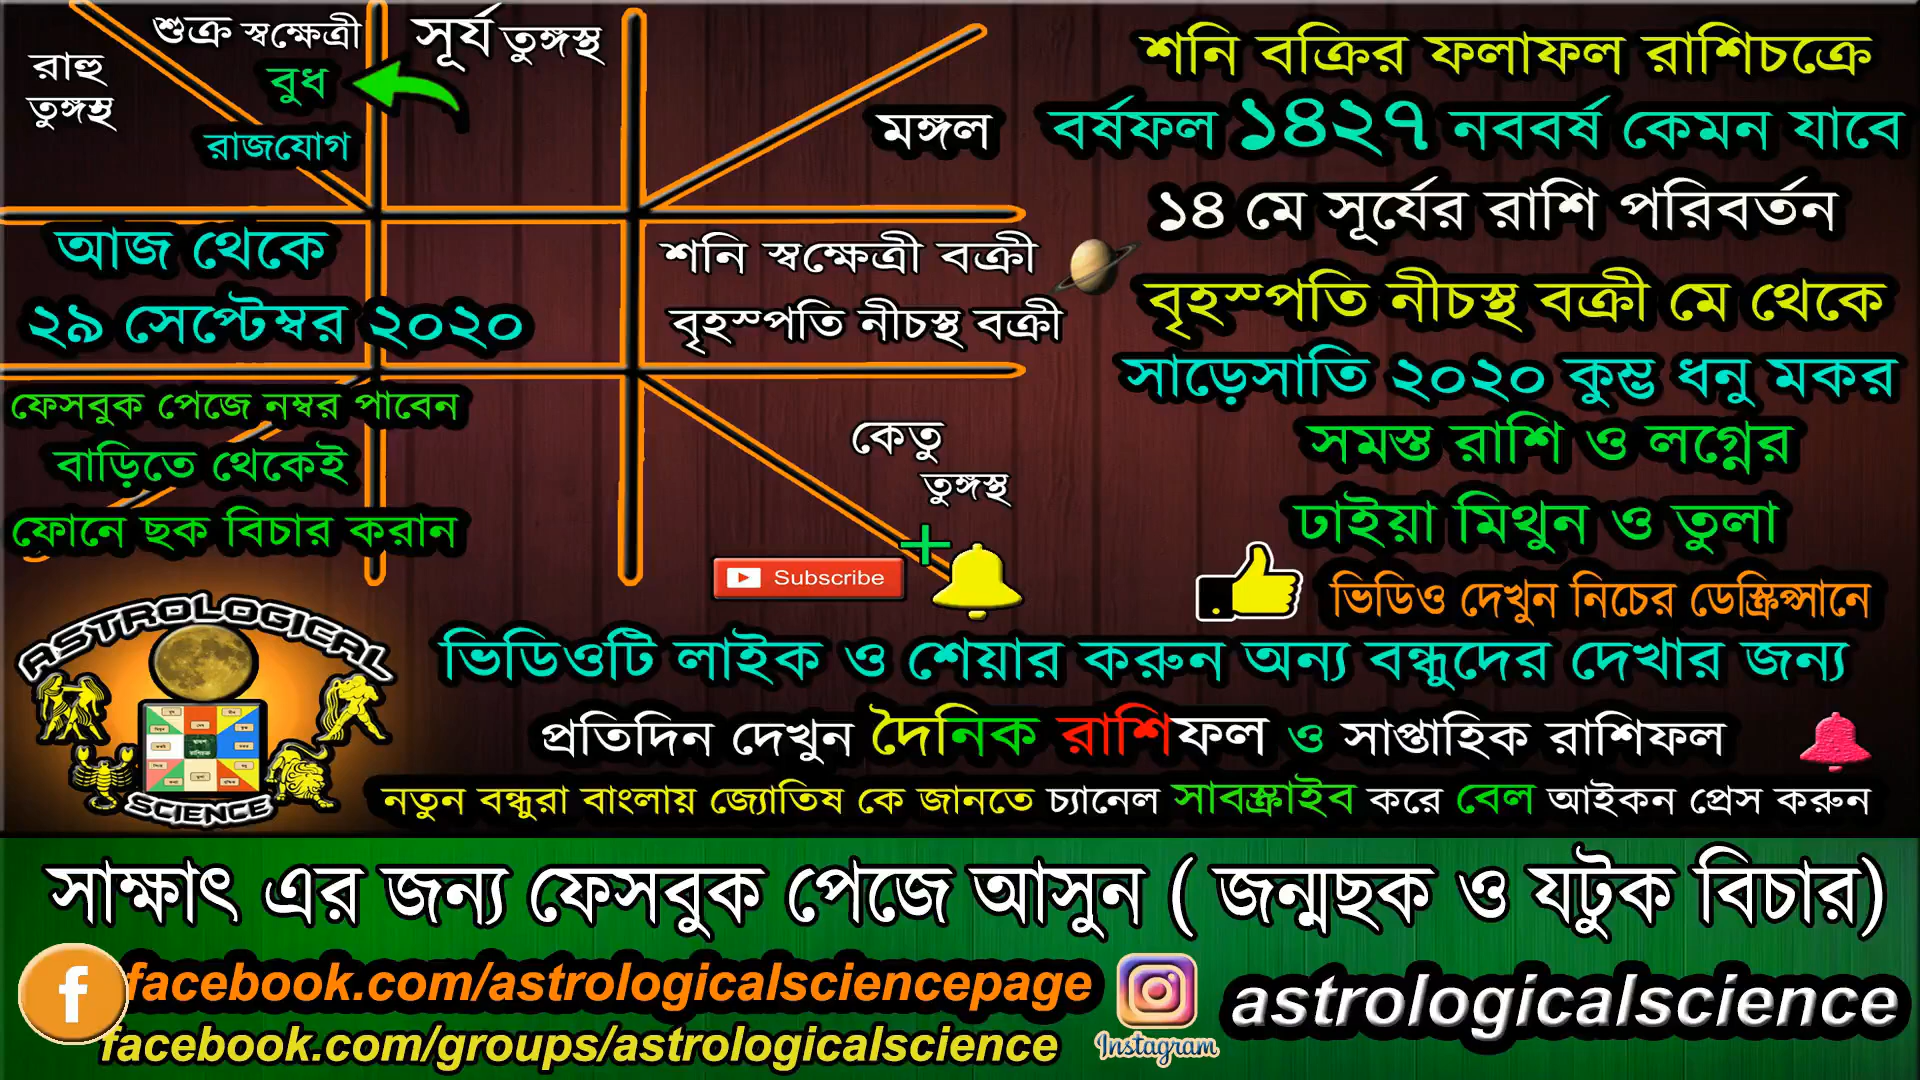 শুক্র স্বক্ষেত্রী
সূর্য তুঙ্গস্থ
রাহু
তুঙ্গস্থ
বুধ
রাজযোগ
মঙ্গল
আজ থেকে
২৯ সেপ্টেম্বর ২০২০
শনি স্বক্ষেত্রী বক্রী
বৃহস্পতি নীচস্থ বক্রী
ফেসবুক পেজে নম্বর পাবেন
বাড়িতে থেকেই
ফোনে ছক বিচার করান
কেতু
তুঙ্গস্থ
Subscribe
শনি বক্রির ফলাফল রাশিচক্রে
বর্ষফল ১৪২৭ নববর্ষ কেমন যাবে
১৪ মে সূর্যের রাশি পরিবর্তন
বৃহস্পতি নীচস্থ বক্রী মে থেকে
সাড়েসাতি ২০২০ কুম্ভ ধনু মকর
সমস্ত রাশি ও লগ্নের
ঢাইয়া মিথুন ও তুলা
ভিডিও দেখুন নিচের ডেস্ক্রিপ্সানে
ASTROLOGICAL
SCIENCE
ভিডিওটি লাইক ও শেয়ার করুন অন্য বন্ধুদের দেখার জন্য
প্রতিদিন দেখুন দৈনিক রাশিফল ও সাপ্তাহিক রাশিফল
নতুন বন্ধুরা বাংলায় জ্যোতিষ কে জানতে চ্যানেল সাবস্ক্রাইব করে বেল আইকন প্রেস করুন
সাক্ষাৎ এর জন্য ফেসবুক পেজে আসুন ( জন্মছক ও যটুক বিচার)
facebook.com/astrologicalsciencepage
facebook.com/groups/astrologicalscience
Instagram
astrologicalscience